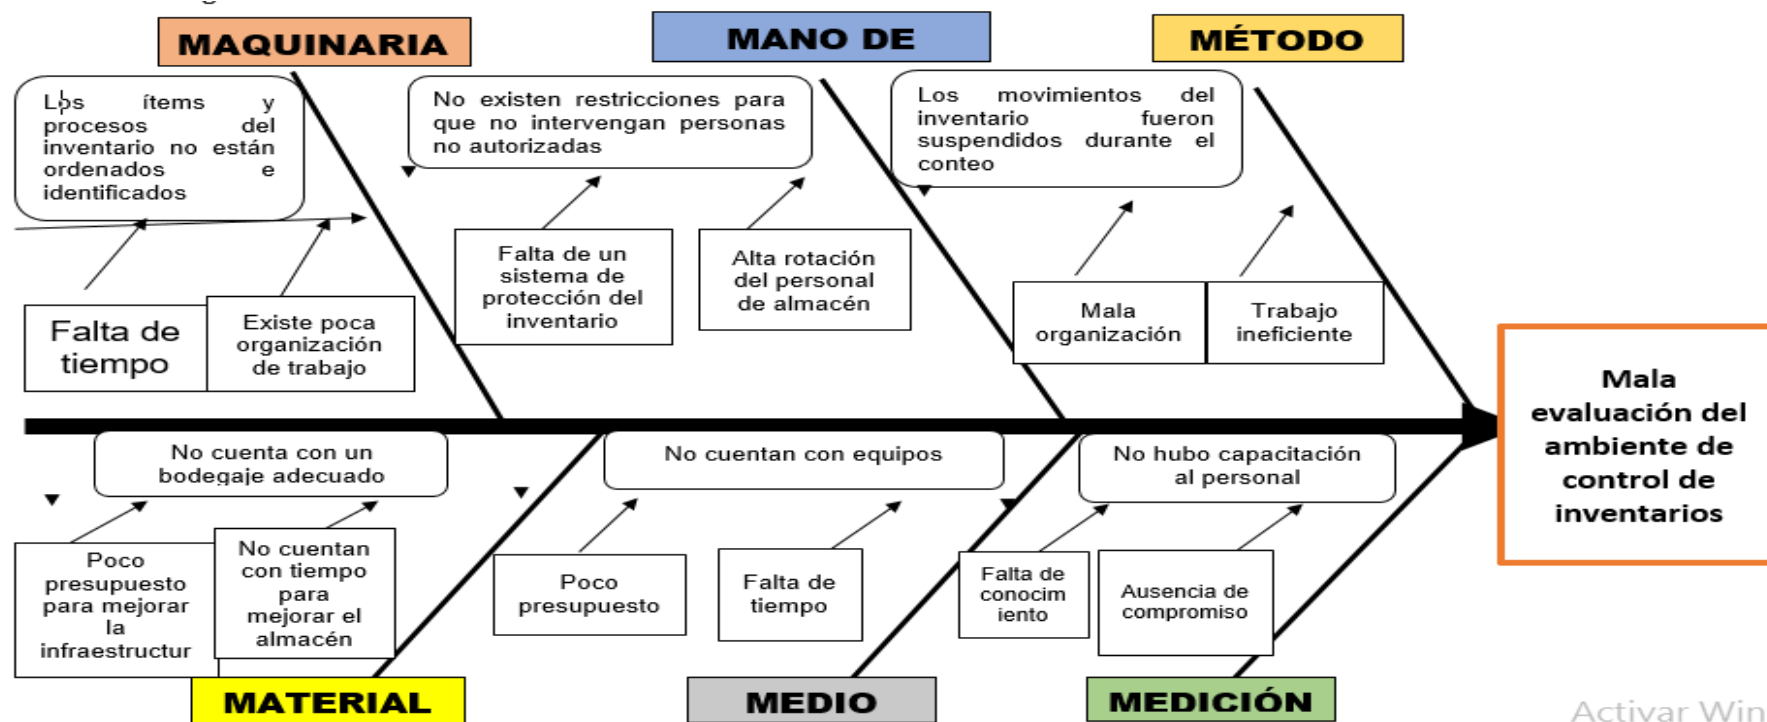 MAQUINARIA
MANO DE
MÉTODO
Los ítems y
procesos del
inventario no están
ordenados e
identificados
No existen restricciones para
que no intervengan personas
no autorizadas
Los movimientos del
inventario fueron
suspendidos durante el
conteo
Falta de
tiempo
Existe poca
organización
de trabajo
Falta de un
sistema de
protección del
inventario
Alta rotación
del personal
de almacén
Mala
organización
Trabajo
ineficiente
Mala
evaluación del
ambiente de
control de
inventarios
No cuenta con un
bodegaje adecuado
No cuentan con equipos
No hubo capacitación
al personal
Poco
presupuesto
para mejorar
la
infraestructur
No cuentan
con tiempo
para
mejorar el
almacén
Poco
presupuesto
Falta de
tiempo
Falta de
conocim
iento
Ausencia de
compromiso
MATERIAL
MEDIO
MEDICIÓN
Activar Win